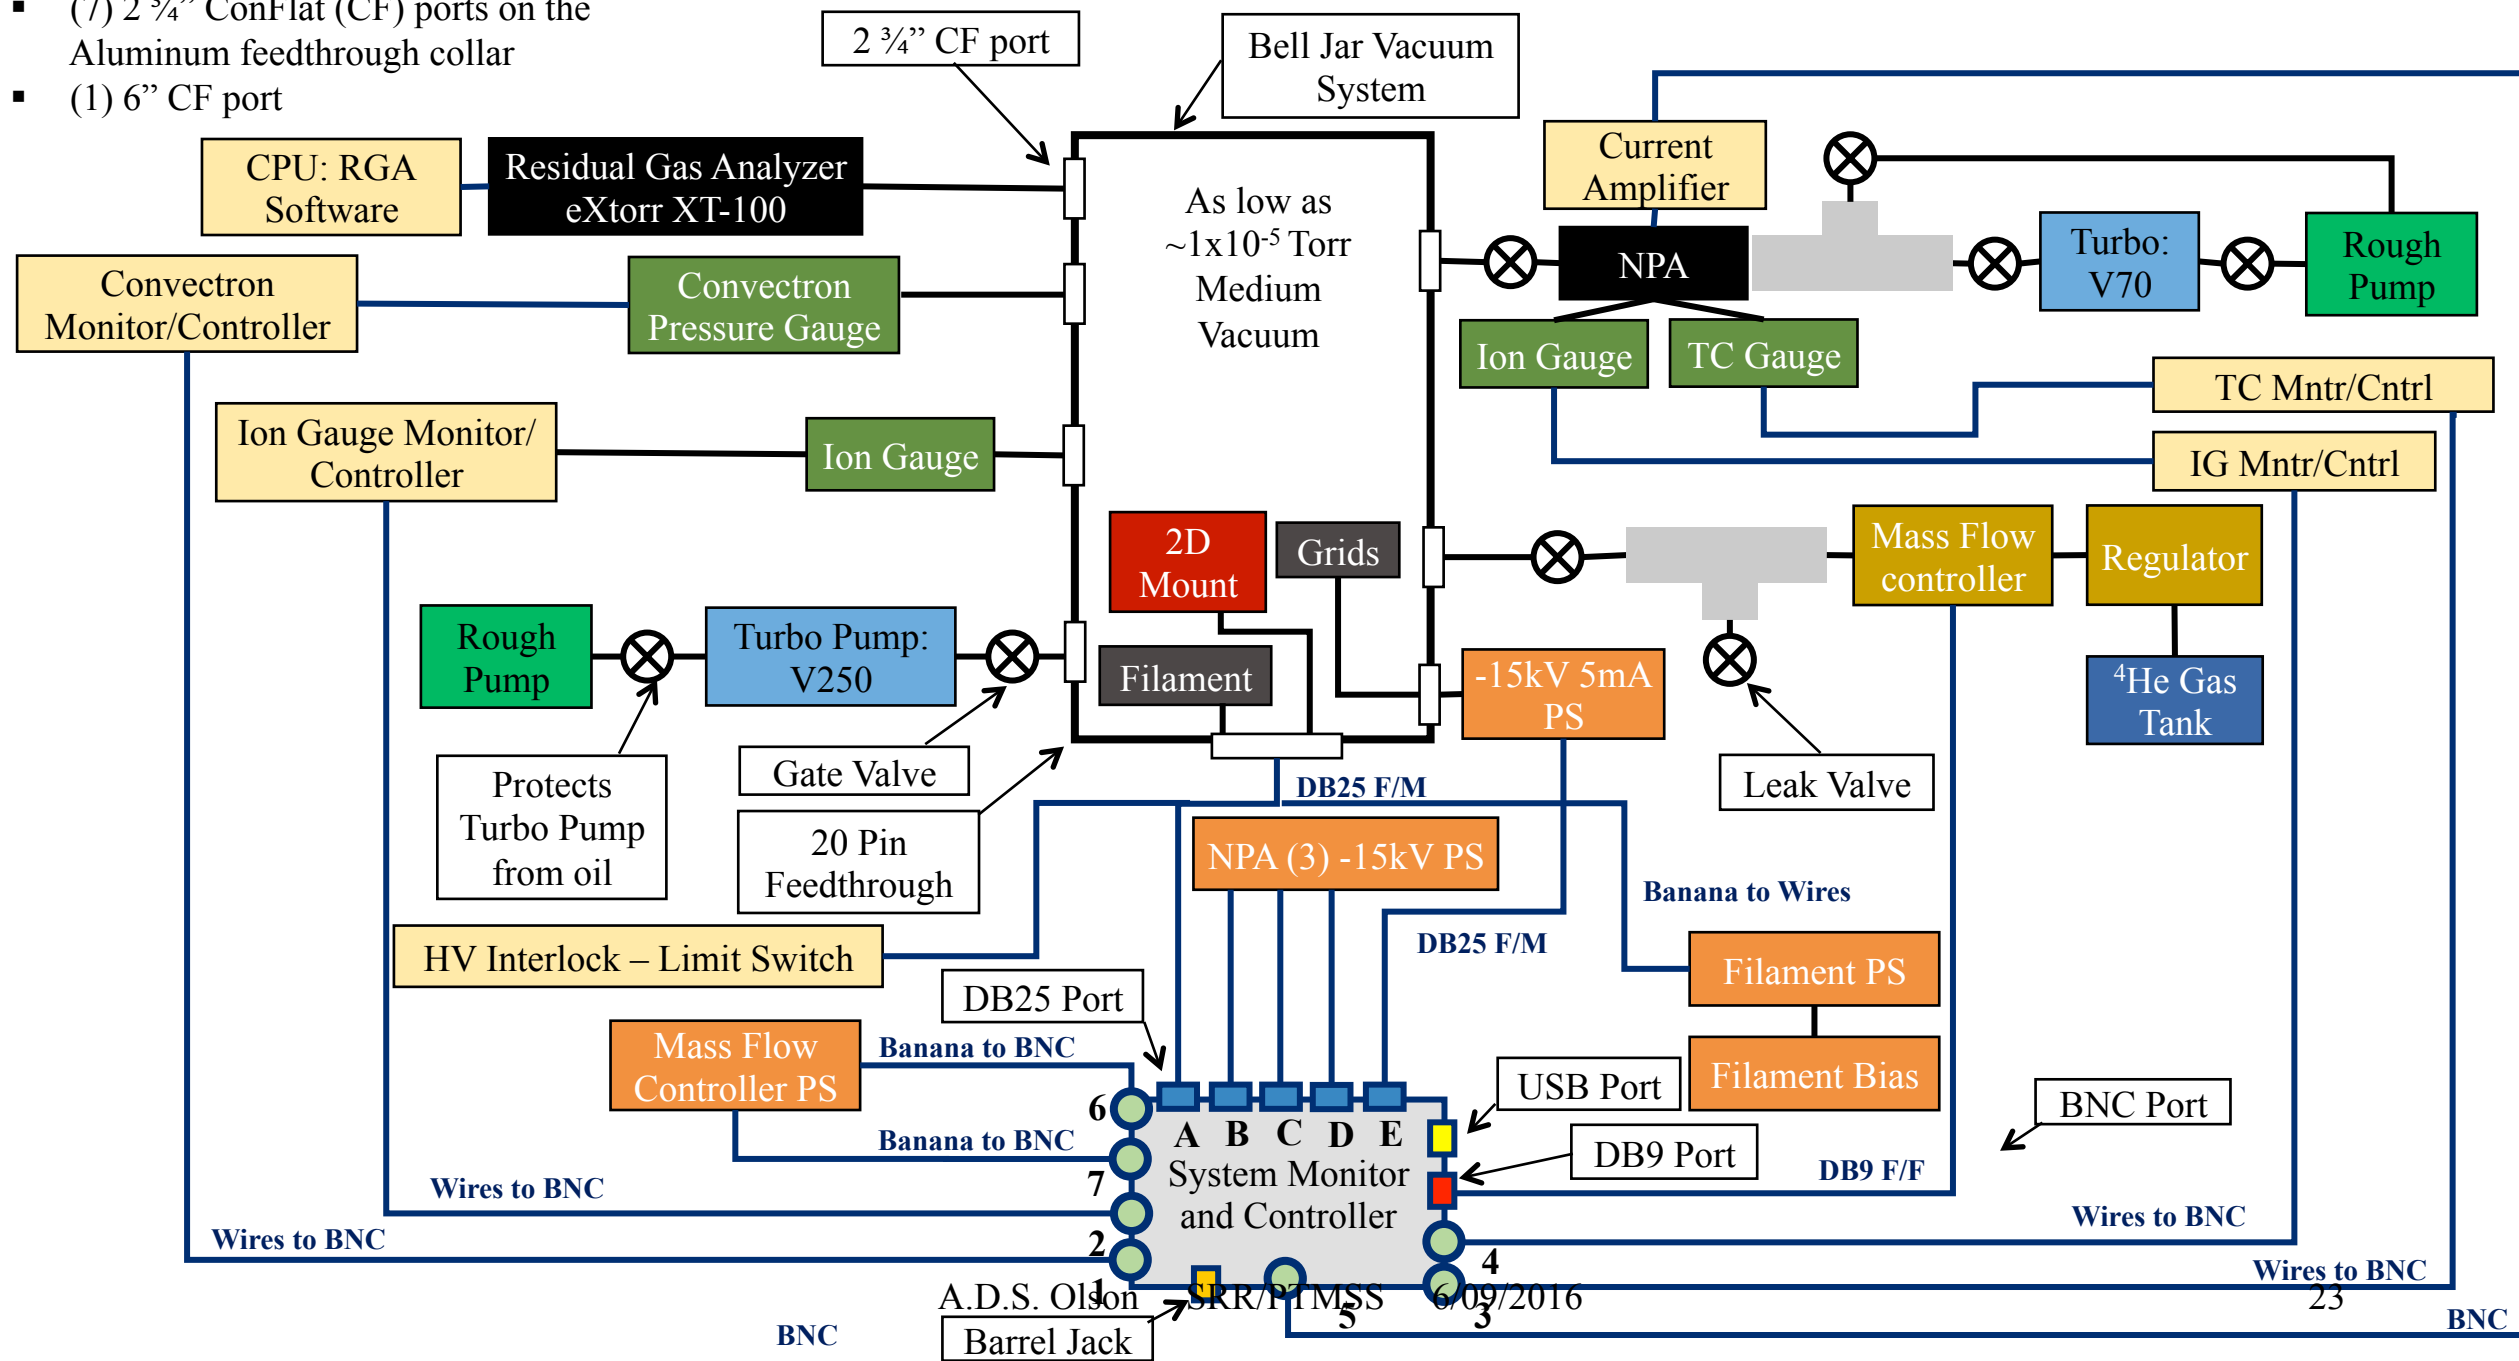 ▪ (7) 2 ¾” ConFlat (CF) ports on the
Aluminum feedthrough collar
▪ (1) 6” CF port
2 ¾” CF port
Bell Jar Vacuum
System
CPU: RGA
Software
Residual Gas Analyzer
eXtorr XT-100
As low as
~1x10⁻⁵ Torr
Medium
Vacuum
Current
Amplifier
NPA
Turbo:
V70
Rough
Pump
Convectron
Monitor/Controller
Convectron
Pressure Gauge
Ion Gauge
TC Gauge
TC Mntr/Cntrl
IG Mntr/Cntrl
Ion Gauge Monitor/
Controller
Ion Gauge
2D
Mount
Grids
Filament
Mass Flow
controller
Regulator
⁴He Gas
Tank
Rough
Pump
Turbo Pump:
V250
-15kV 5mA
PS
Protects
Turbo Pump
from oil
Gate Valve
20 Pin
Feedthrough
Leak Valve
DB25 F/M
NPA (3) -15kV PS
Banana to Wires
DB25 F/M
HV Interlock – Limit Switch
DB25 Port
Filament PS
Filament Bias
Mass Flow
Controller PS
Banana to BNC
Banana to BNC
USB Port
DB9 Port
BNC Port
DB9 F/F
6
7
2
1
A B C D E
System Monitor
and Controller
4
3
5
Wires to BNC
Wires to BNC
Wires to BNC
Wires to BNC
A.D.S. Olson SRR/PTMSS 6/09/2016 23
Barrel Jack
BNC
BNC